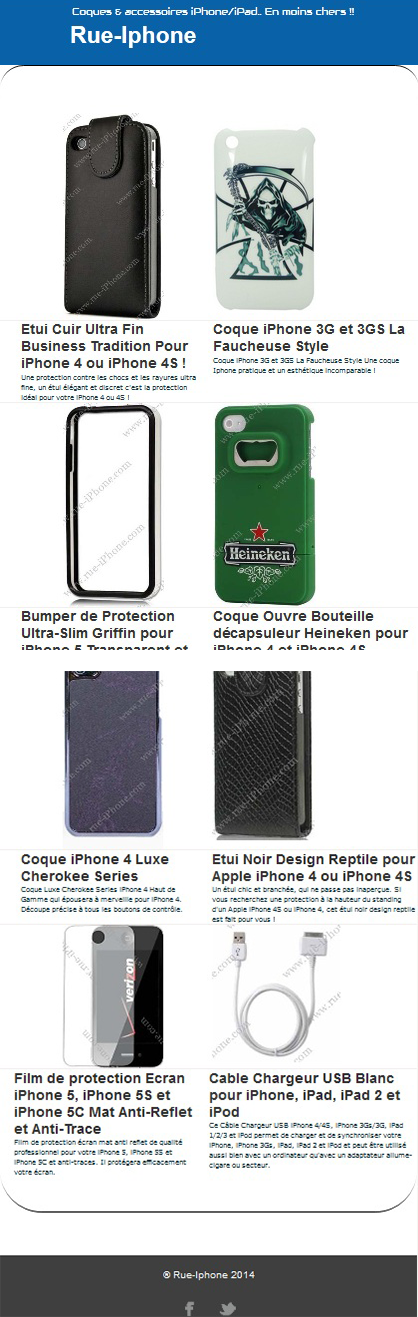 Coques & accessoires iPhone/iPad.. En moins chers !!
Rue-Iphone
Etui Cuir Ultra Fin
Business Tradition Pour
iPhone 4 ou iPhone 4S !
Une protection contre les chocs et les rayures ultra
fine, un étui élégant et discret c'est la protection
idéal pour votre iPhone 4 ou 4S !
Coque iPhone 3G et 3GS La
Faucheuse Style
Coque iPhone 3G et 3GS La Faucheuse Style Une coque
Iphone pratique et un esthétique incomparable !
Heineken
Bumper de Protection
Ultra-Slim Griffin pour
iPhone 5 Transparent et
Coque Ouvre Bouteille
décapsuleur Heineken pour
iPhone 4 et iPhone 4S
Coque iPhone 4 Luxe
Cherokee Series
Coque Luxe Cherokee Series iPhone 4 Haut de
Gamme qui épousera à merveille pour iPhone 4.
Découpe précise à tous les boutons de contrôle.
Etui Noir Design Reptile pour
Apple iPhone 4 ou iPhone 4S
Un étui chic et branchée, qui ne passe pas inaperçue. Si
vous recherchez une protection à la hauteur du standing
d'un Apple iPhone 4S ou iPhone 4, cet étui noir design reptile
est fait pour vous !
verizon
Film de protection Ecran
iPhone 5, iPhone 5S et
iPhone 5C Mat Anti-Reflet
et Anti-Trace
Film de protection écran mat anti reflet de qualité
professionnel pour votre iPhone 5, iPhone 5S et
iPhone 5C et anti-traces. Il protégera efficacement
votre écran.
Cable Chargeur USB Blanc
pour iPhone, iPad, iPad 2 et
iPod
Ce Câble Chargeur USB iPhone 4/4S, iPhone 3Gs/3G, iPad
1/2/3 et iPod permet de charger et de synchroniser votre
iPhone, iPhone 3Gs, iPad, iPad 2 et iPod et peut être utilisé
aussi bien avec un ordinateur qu'avec un adaptateur allume-
cigare ou secteur.
® Rue-Iphone 2014